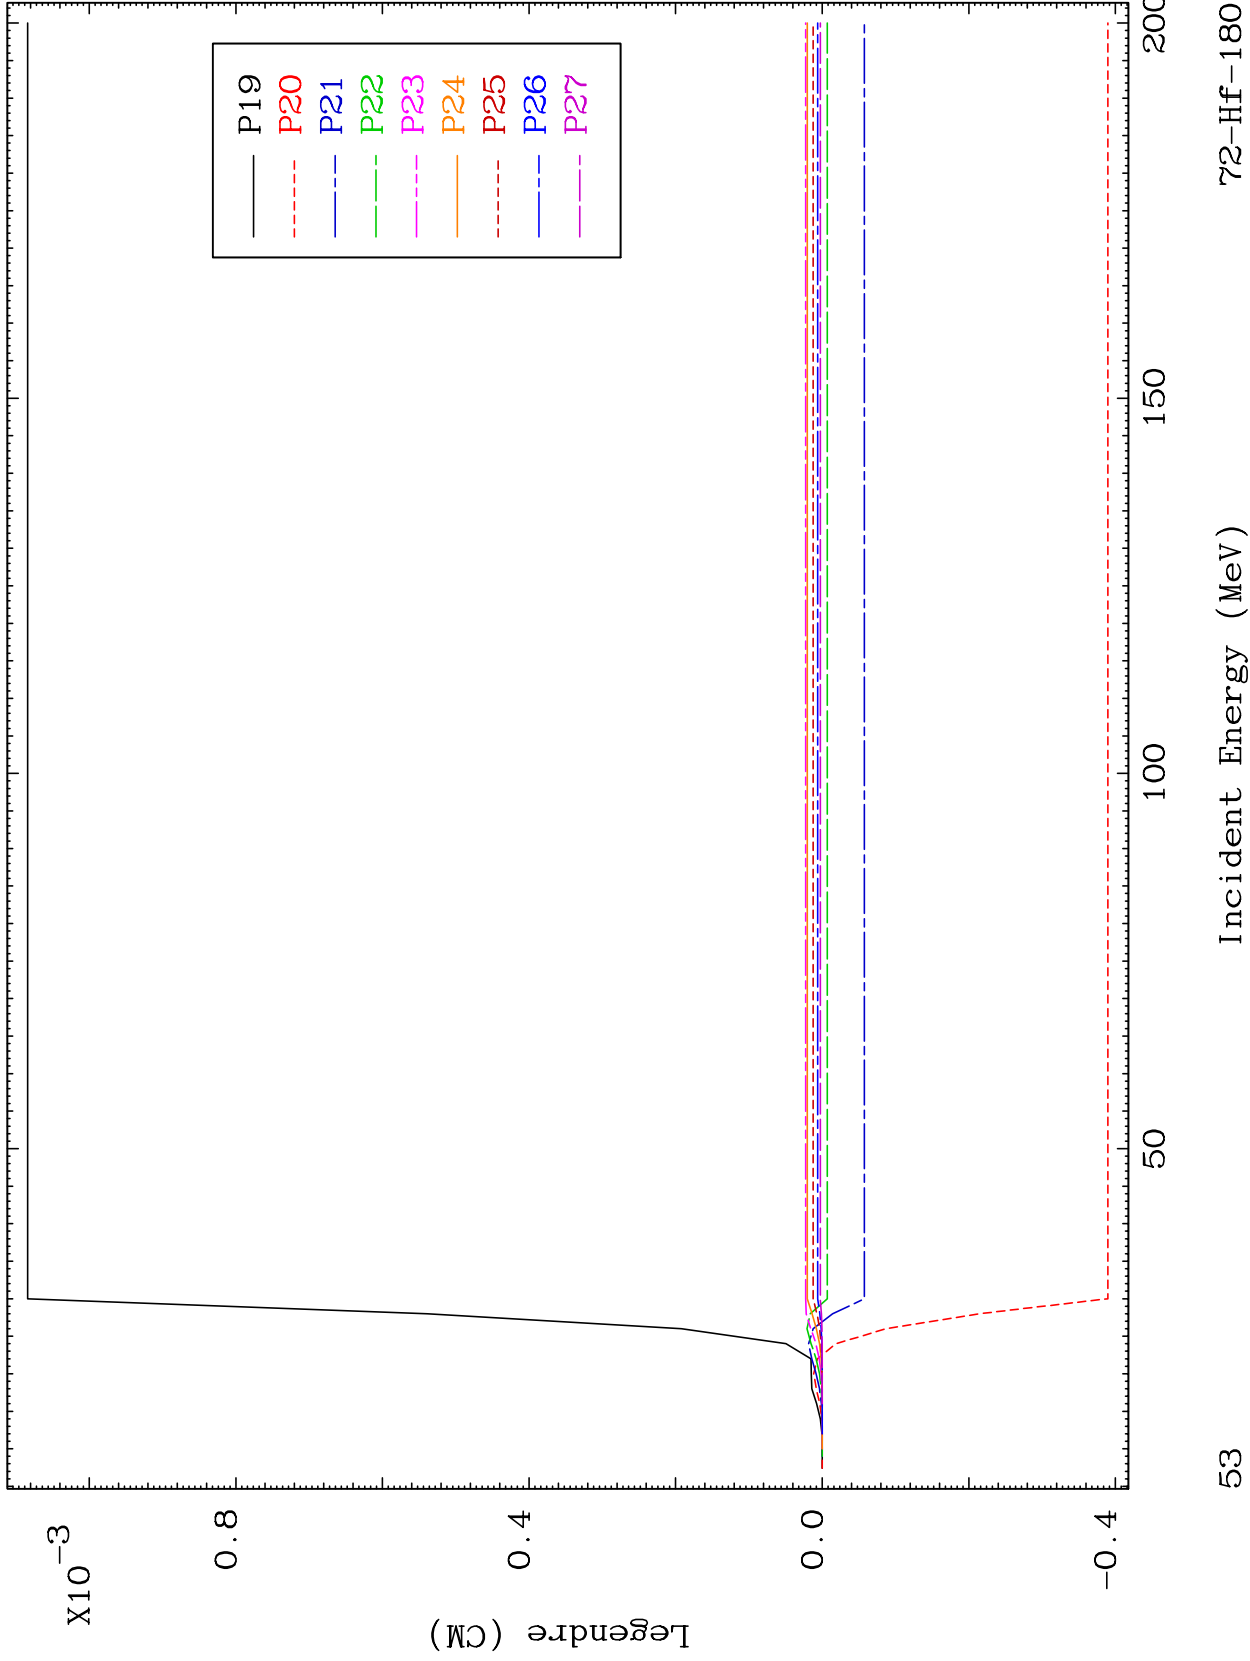 X10⁻³
0.8
0.4
0.0
-0.4
Legendre (CM)
P19
P20
P21
P22
P23
P24
P25
P26
P27
50
100
150
200
Incident Energy (MeV)
53
72-Hf-180